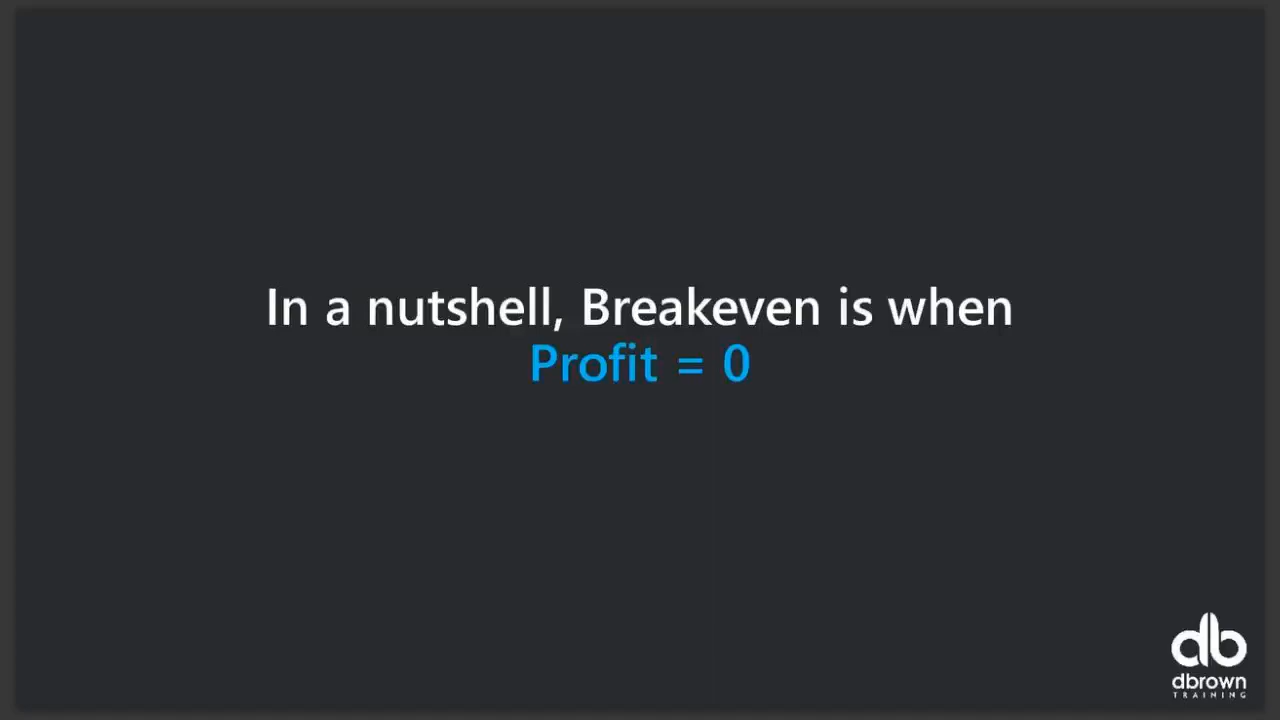 In a nutshell, Breakeven is when
Profit = 0
db
dbrown
TRAINING